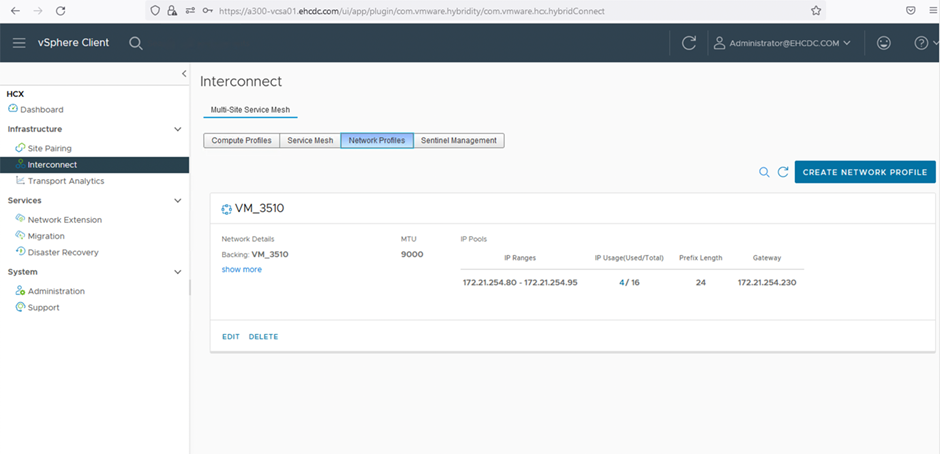 https://a300-vcsa01.ehcdc.com/ui/app/plugin/com.vmware.hybridity/com.vmware.hcx.hybridConnect
vSphere Client
Administrator@EHCDC.COM
HCX
Dashboard
Infrastructure
Site Pairing
Interconnect
Transport Analytics
Services
Network Extension
Migration
Disaster Recovery
System
Administration
Support
Interconnect
Multi-Site Service Mesh
Compute Profiles Service Mesh Network Profiles Sentinel Management
CREATE NETWORK PROFILE
VM_3510
Network Details MTU IP Pools
Backing: VM_3510 9000 IP Ranges IP Usage(Used/Total) Prefix Length Gateway
show more
172.21.254.80 - 172.21.254.95 4/ 16 24 172.21.254.230
EDIT DELETE